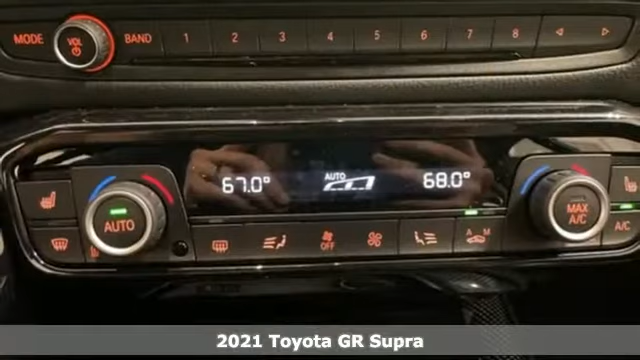 MODE VOL BAND 1 2 3 4 5 6 7 8
67.0° AUTO 68.0°
AUTO MAX A/C
OFF A M A/C
2021 Toyota GR Supra